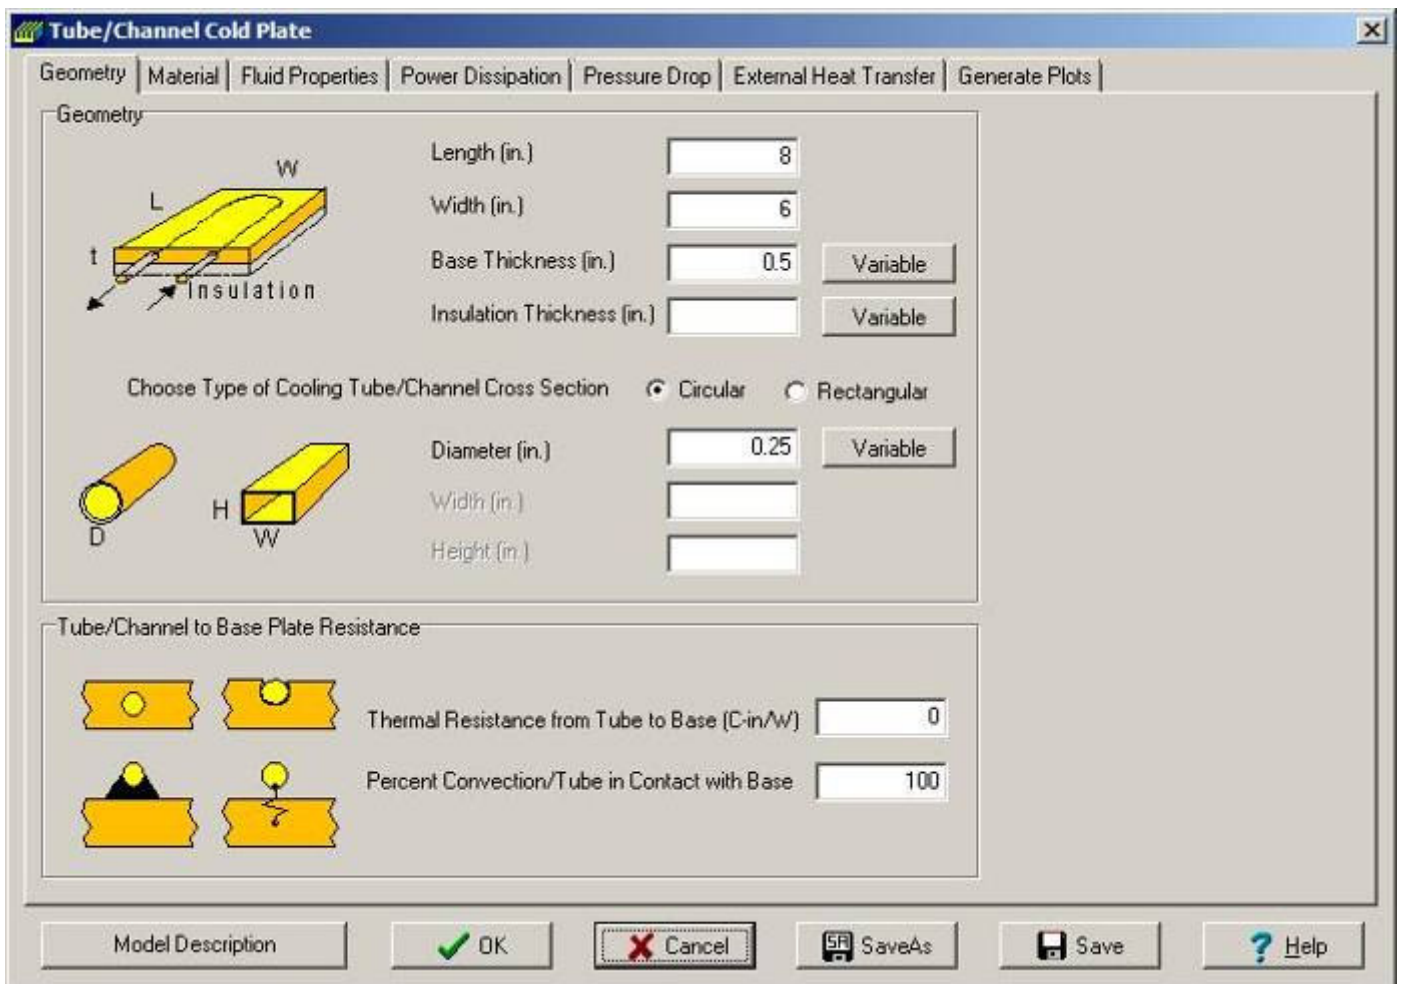 Tube/Channel Cold Plate
Geometry Material Fluid Properties Power Dissipation Pressure Drop External Heat Transfer Generate Plots
Geometry
W
L
t
Insulation
Length (in.) 8
Width (in.) 6
Base Thickness (in.) 0.5 Variable
Insulation Thickness (in.) Variable
Choose Type of Cooling Tube/Channel Cross Section Circular Rectangular
D
H
W
Diameter (in.) 0.25 Variable
Width (in.)
Height (in.)
Tube/Channel to Base Plate Resistance
Thermal Resistance from Tube to Base (C-in/W) 0
Percent Convection/Tube in Contact with Base 100
Model Description OK Cancel SaveAs Save Help